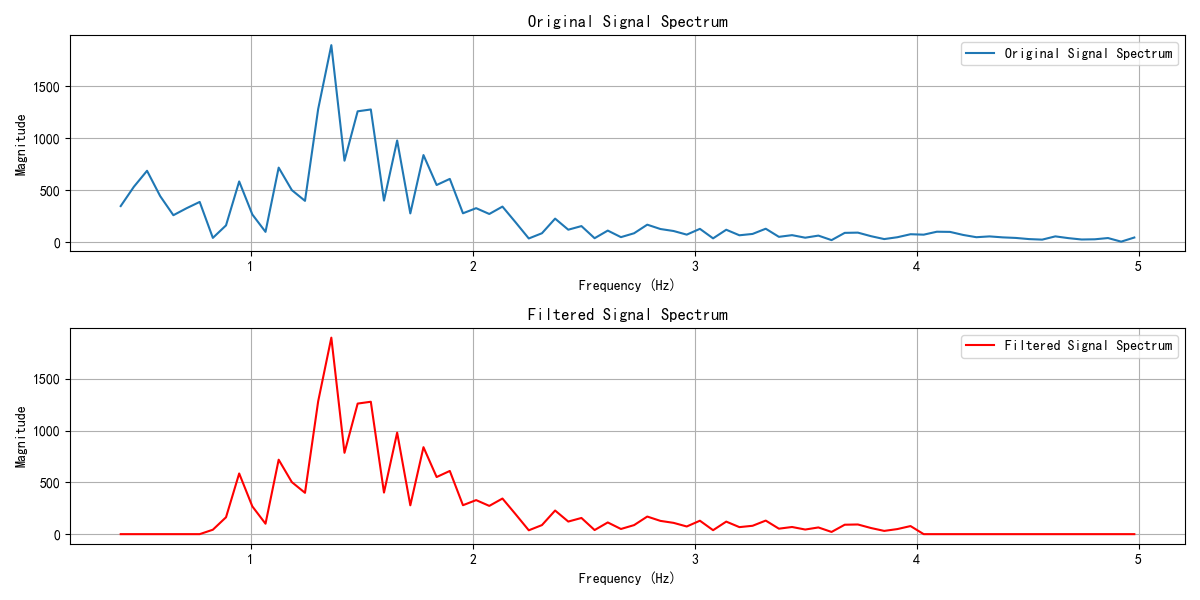 Original Signal Spectrum
Original Signal Spectrum
Magnitude
1500
1000
500
0
1 2 3 4 5
Frequency (Hz)
Filtered Signal Spectrum
Filtered Signal Spectrum
Magnitude
1500
1000
500
0
1 2 3 4 5
Frequency (Hz)